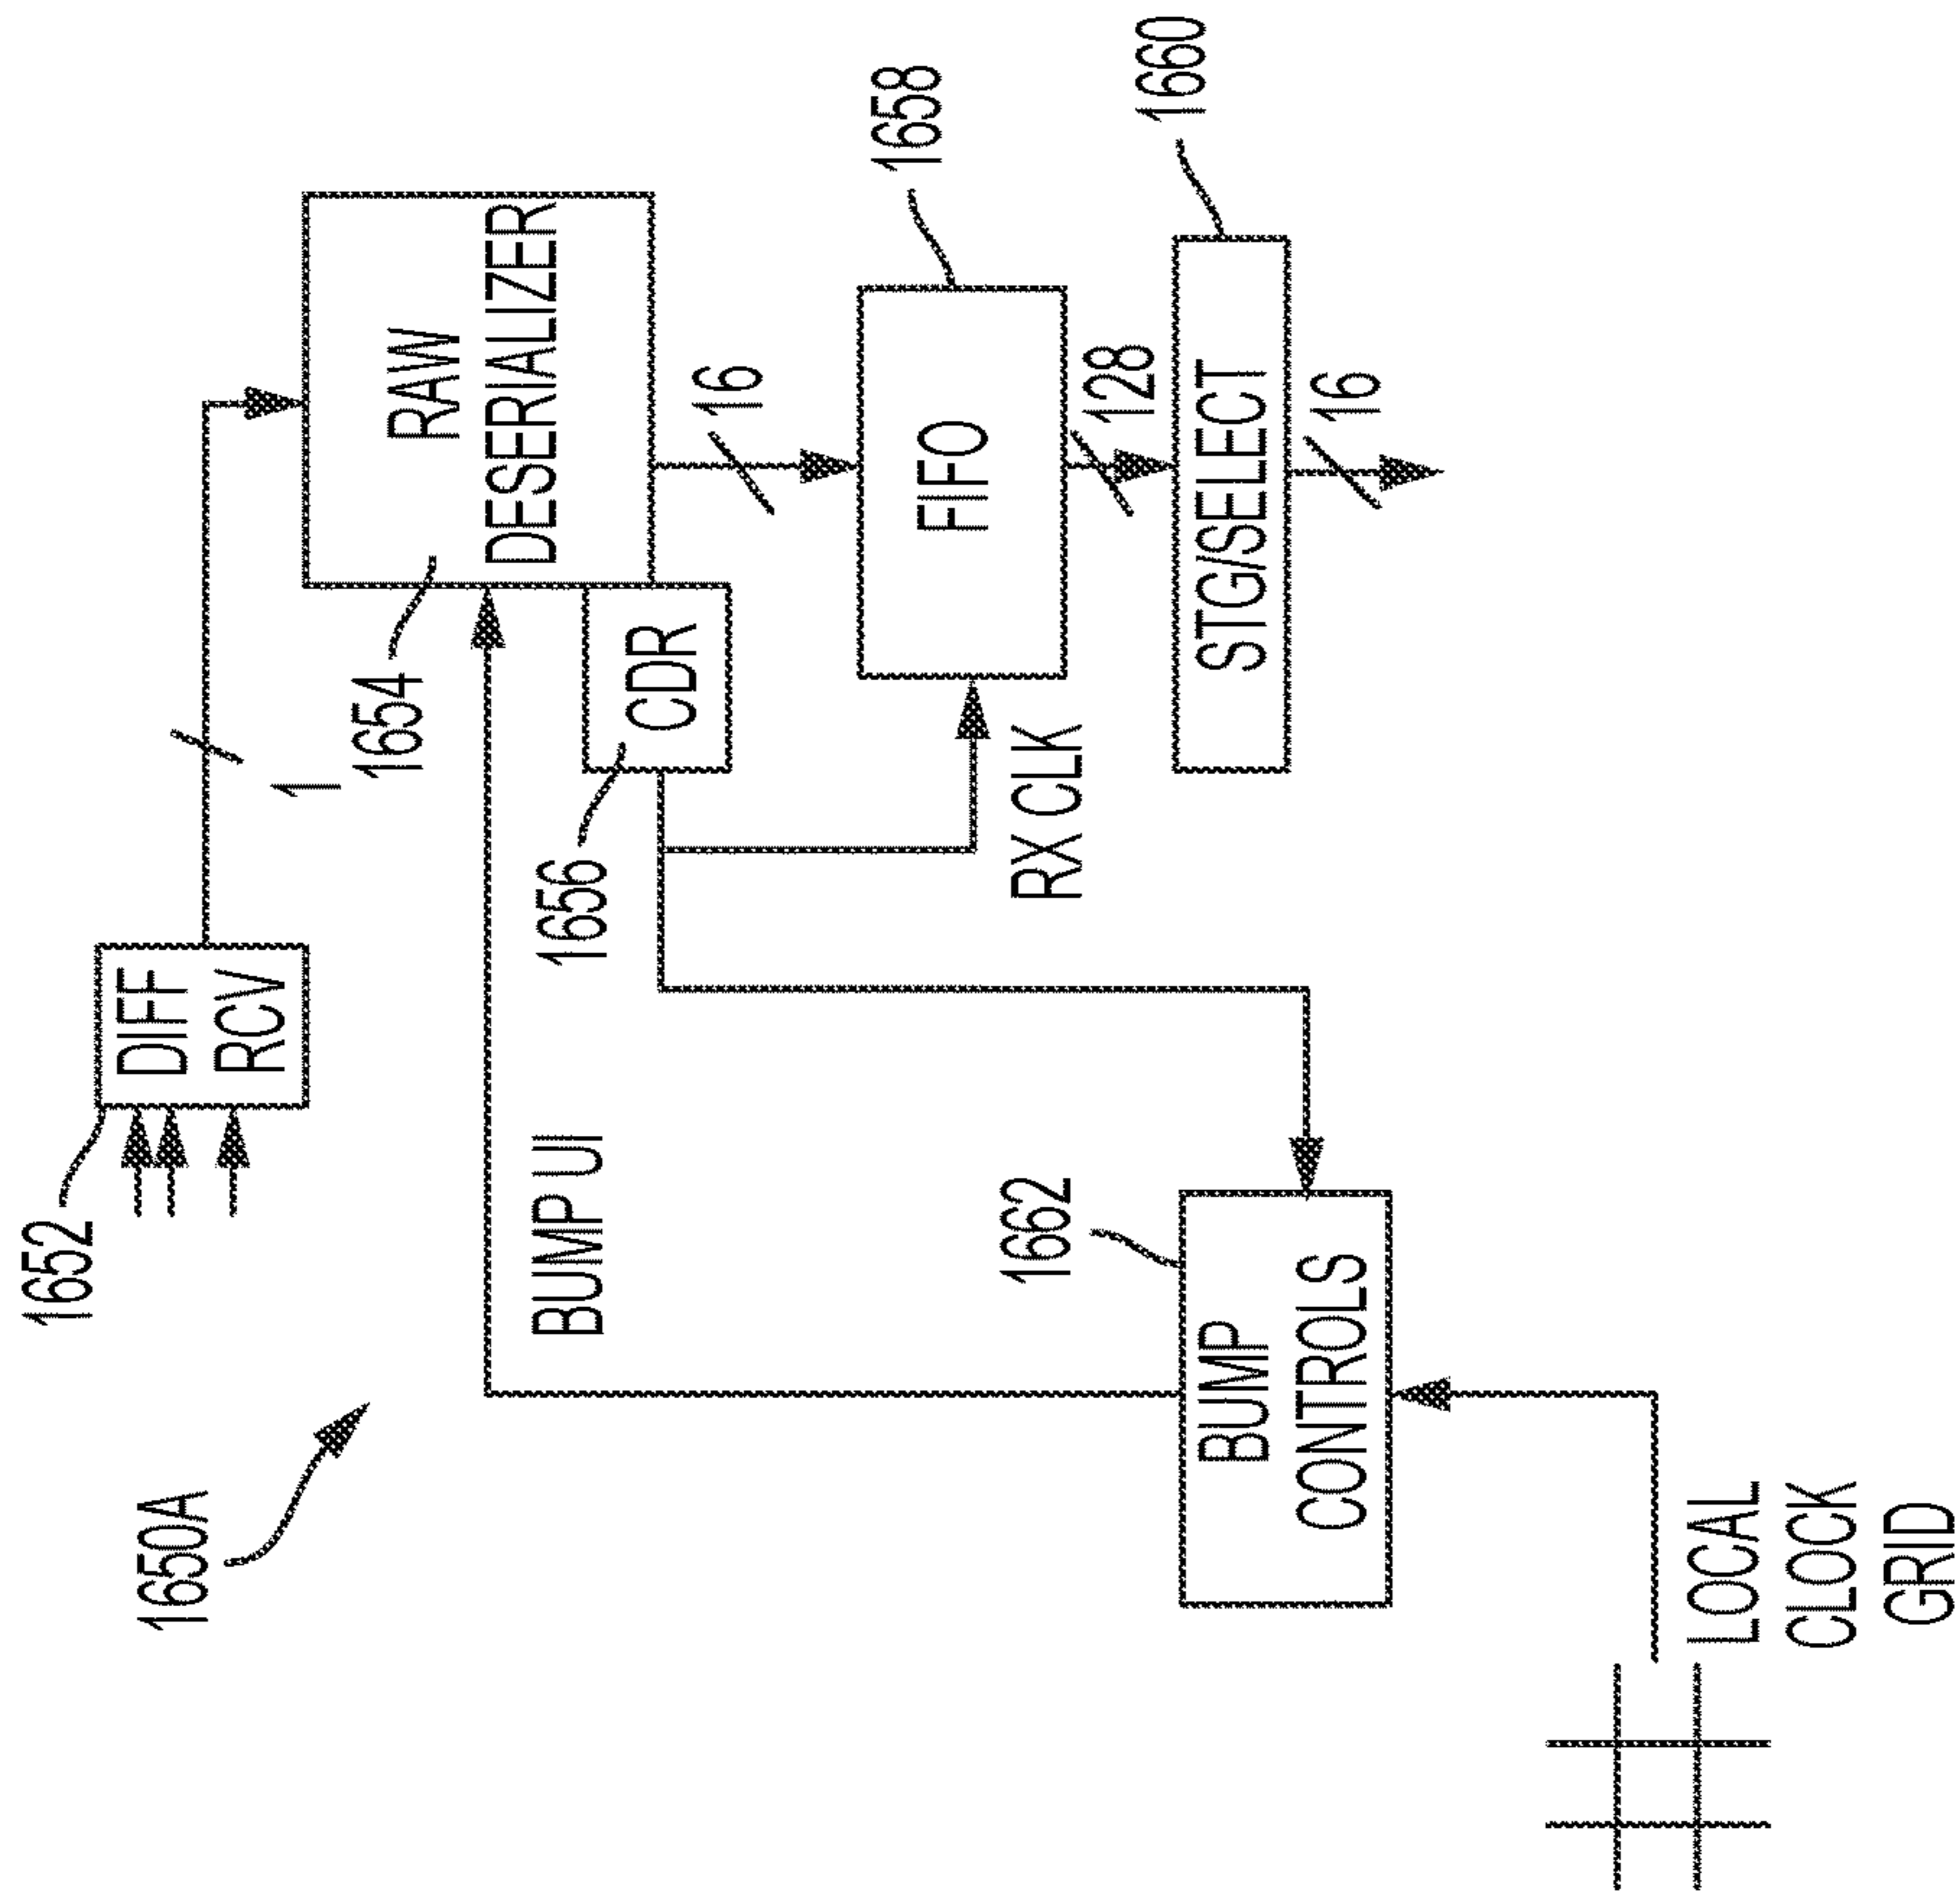 1650A
1652
DIFF
RCV
1
1654
RAW
DESERIALIZER
1656
CDR
BUMP UI
16
1658
FIFO
RX CLK
128
1660
STG/SELECT
16
1662
BUMP
CONTROLS
LOCAL
CLOCK
GRID